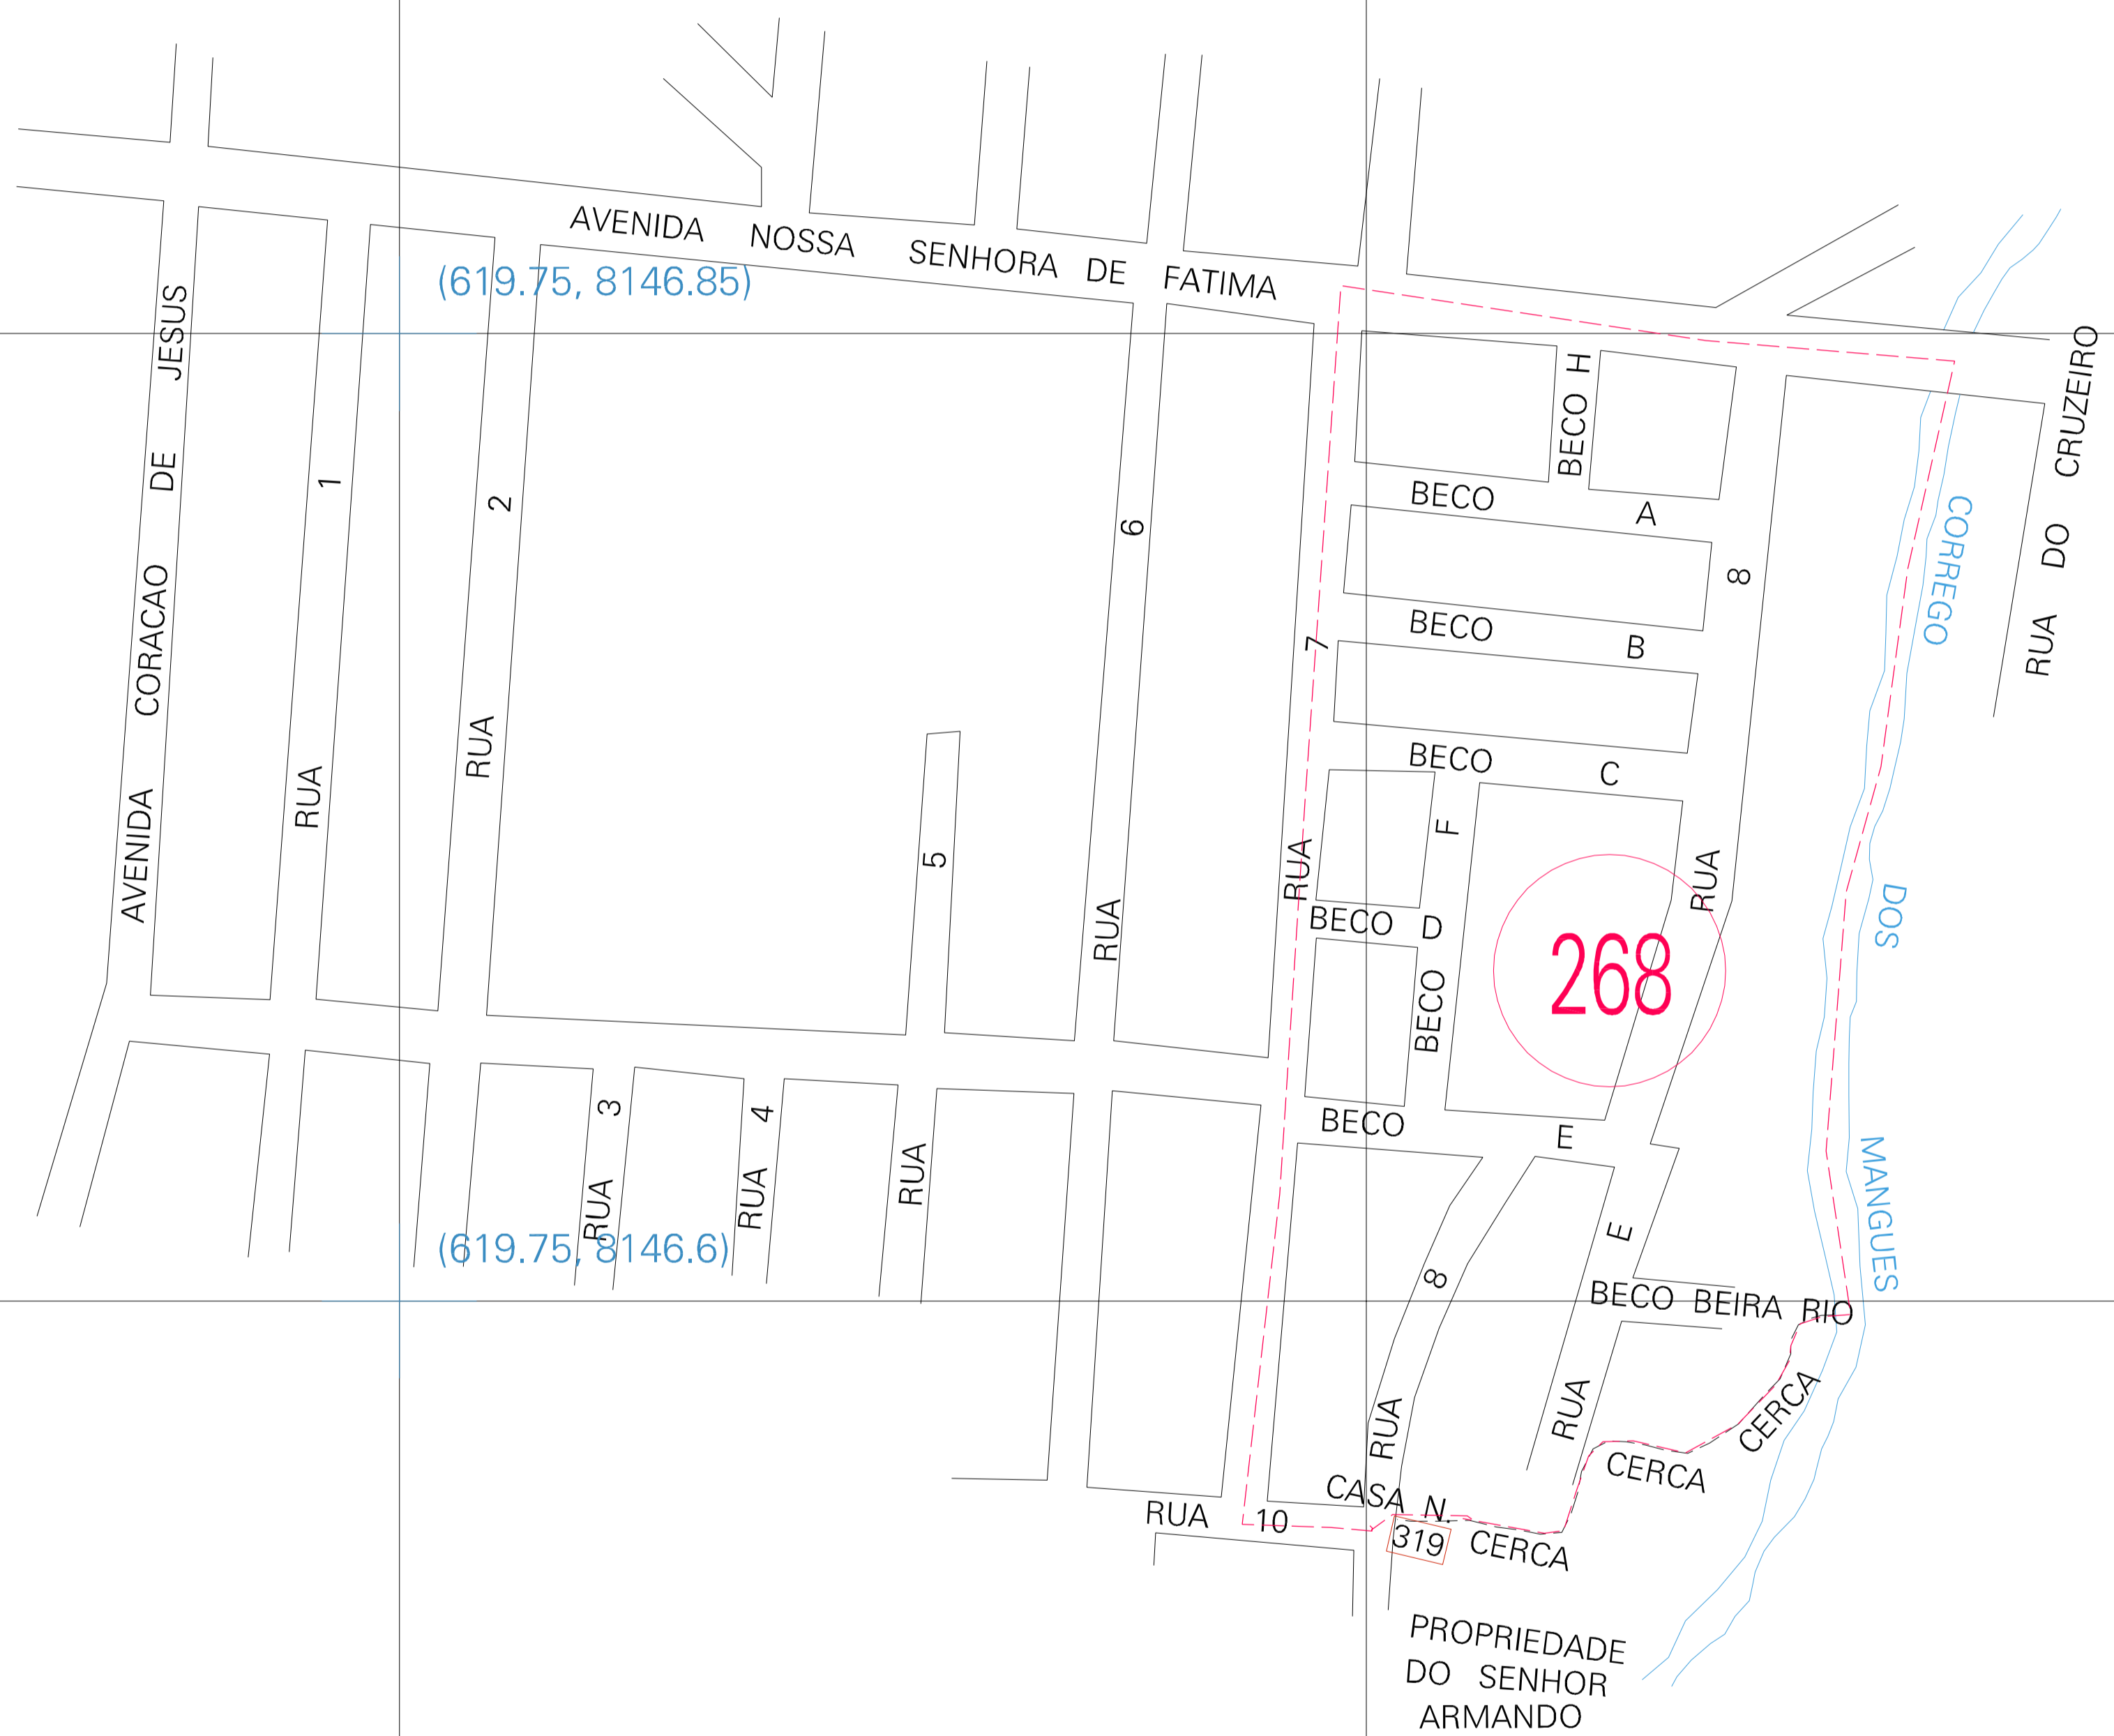 AVENIDA NOSSA SENHORA DE FATIMA
(619.75, 8146.85)
AVENIDA CORACAO DE JESUS
RUA 1
RUA 2
RUA 5
RUA 6
RUA 7
BECO H
BECO A
BECO B
BECO C
BECO F
BECO D
RUA 8
268
BECO E
CORREGO DOS MANGUES
RUA DO CRUZEIRO
RUA 3
RUA 4
(619.75, 8146.6)
RUA 8
RUA E
BECO BEIRA RIO
CERCA
CERCA
CASA N.
319
CERCA
RUA 10
PROPRIEDADE
DO SENHOR
ARMANDO